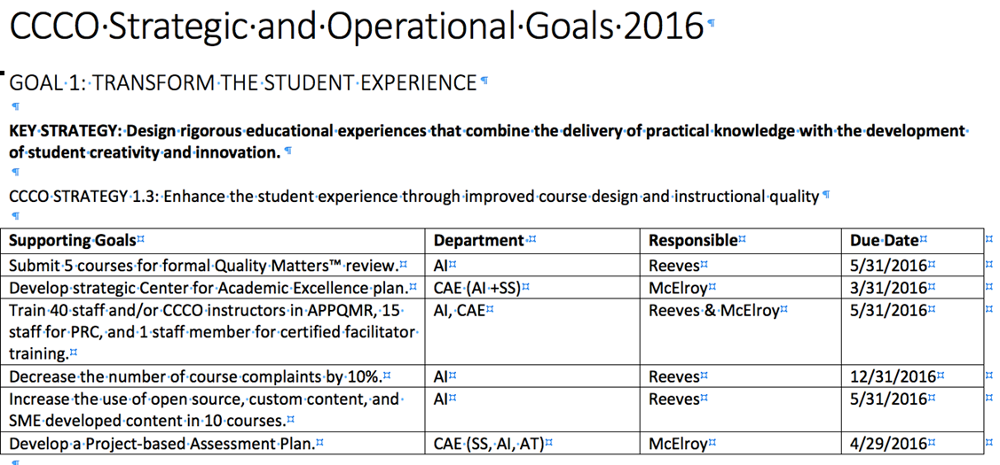 CCCO Strategic and Operational Goals 2016
GOAL 1: TRANSFORM THE STUDENT EXPERIENCE
KEY STRATEGY: Design rigorous educational experiences that combine the delivery of practical knowledge with the development
of student creativity and innovation.
CCCO STRATEGY 1.3: Enhance the student experience through improved course design and instructional quality
Supporting Goals Department Responsible Due Date
Submit 5 courses for formal Quality Matters™ review. AI Reeves 5/31/2016
Develop strategic Center for Academic Excellence plan. CAE (AI +SS) McElroy 3/31/2016
Train 40 staff and/or CCCO instructors in APPQMR, 15 AI, CAE Reeves & McElroy 5/31/2016
staff for PRC, and 1 staff member for certified facilitator
training.
Decrease the number of course complaints by 10%. AI Reeves 12/31/2016
Increase the use of open source, custom content, and AI Reeves 5/31/2016
SME developed content in 10 courses.
Develop a Project-based Assessment Plan. CAE (SS, AI, AT) McElroy 4/29/2016